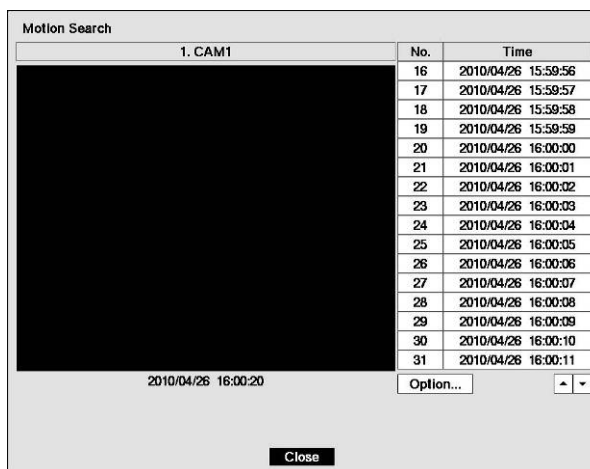 Motion Search
1. CAM1
No. Time
16 2010/04/26 15:59:56
17 2010/04/26 15:59:57
18 2010/04/26 15:59:58
19 2010/04/26 15:59:59
20 2010/04/26 16:00:00
21 2010/04/26 16:00:01
22 2010/04/26 16:00:02
23 2010/04/26 16:00:03
24 2010/04/26 16:00:04
25 2010/04/26 16:00:05
26 2010/04/26 16:00:06
27 2010/04/26 16:00:07
28 2010/04/26 16:00:08
29 2010/04/26 16:00:09
30 2010/04/26 16:00:10
31 2010/04/26 16:00:11
2010/04/26 16:00:20
Option...
Close